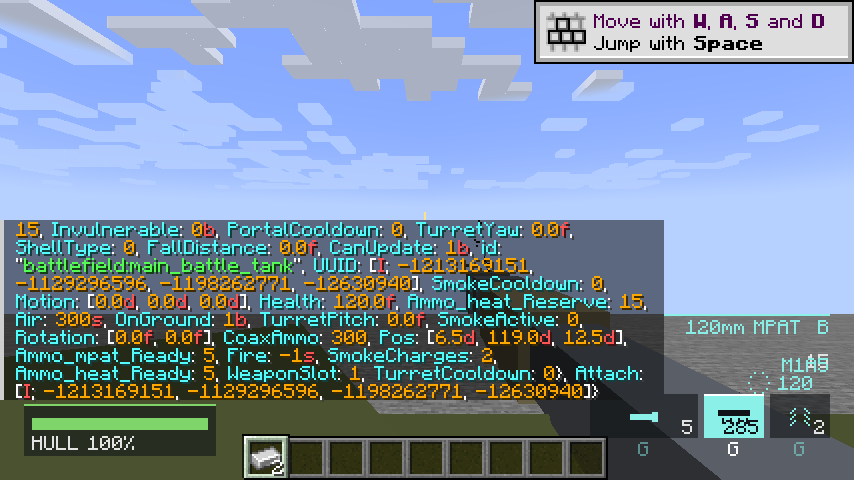 Move with W, A, S and D
Jump with Space
15, Invulnerable: 0b, PortalCooldown: 0, TurretYaw: 0.0f,
ShellType: 0, FallDistance: 0.0f, CanUpdate: 1b, id:
"battlefield:main_battle_tank", UUID: [I; -1213169151,
-1129296596, -1198262771, -12630940], SmokeCooldown: 0,
Motion: [0.0d, 0.0d, 0.0d], Health: 120.0f, Ammo_heat_Reserve: 15,
Air: 300s, OnGround: 1b, TurretPitch: 0.0f, SmokeActive: 0,
Rotation: [0.0f, 0.0f], CoaxAmmo: 300, Pos: [6.5d, 119.0d, 12.5d],
Ammo_mpat_Ready: 5, Fire: -1s, SmokeCharges: 2,
Ammo_heat_Ready: 5, WeaponSlot: 1, TurretCooldown: 0}, Attach:
[I; -1213169151, -1129296596, -1198262771, -12630940]}
120mm MPAT B
120
HULL 100%
2
5
285
2
G
G
G